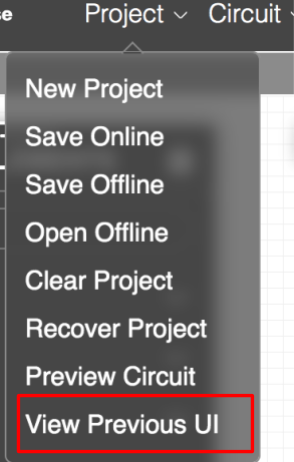 se Project Circuit
New Project
Save Online
Save Offline
Open Offline
Clear Project
Recover Project
Preview Circuit
View Previous UI